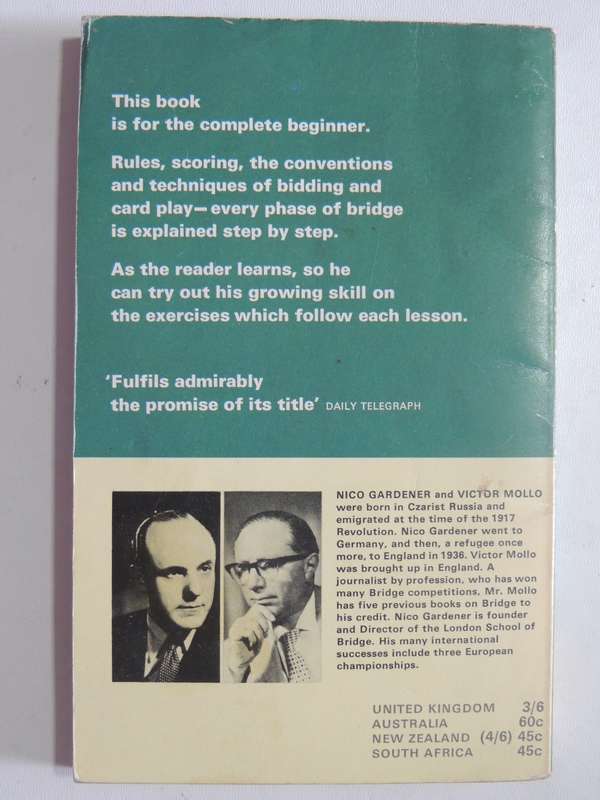 This book
is for the complete beginner.
Rules, scoring, the conventions
and techniques of bidding and
card play—every phase of bridge
is explained step by step.
As the reader learns, so he
can try out his growing skill on
the exercises which follow each lesson.
'Fulfils admirably
the promise of its title' DAILY TELEGRAPH
NICO GARDENER and VICTOR MOLLO
were born in Czarist Russia and
emigrated at the time of the 1917
Revolution. Nico Gardener went to
Germany, and then, a refugee once
more, to England in 1936. Victor Mollo
was brought up in England. A
journalist by profession, who has won
many Bridge competitions, Mr. Mollo
has five previous books on Bridge to
his credit. Nico Gardener is founder
and Director of the London School of
Bridge. His many international
successes include three European
championships.
UNITED KINGDOM 3/6
AUSTRALIA 60c
NEW ZEALAND (4/6) 45c
SOUTH AFRICA 45c